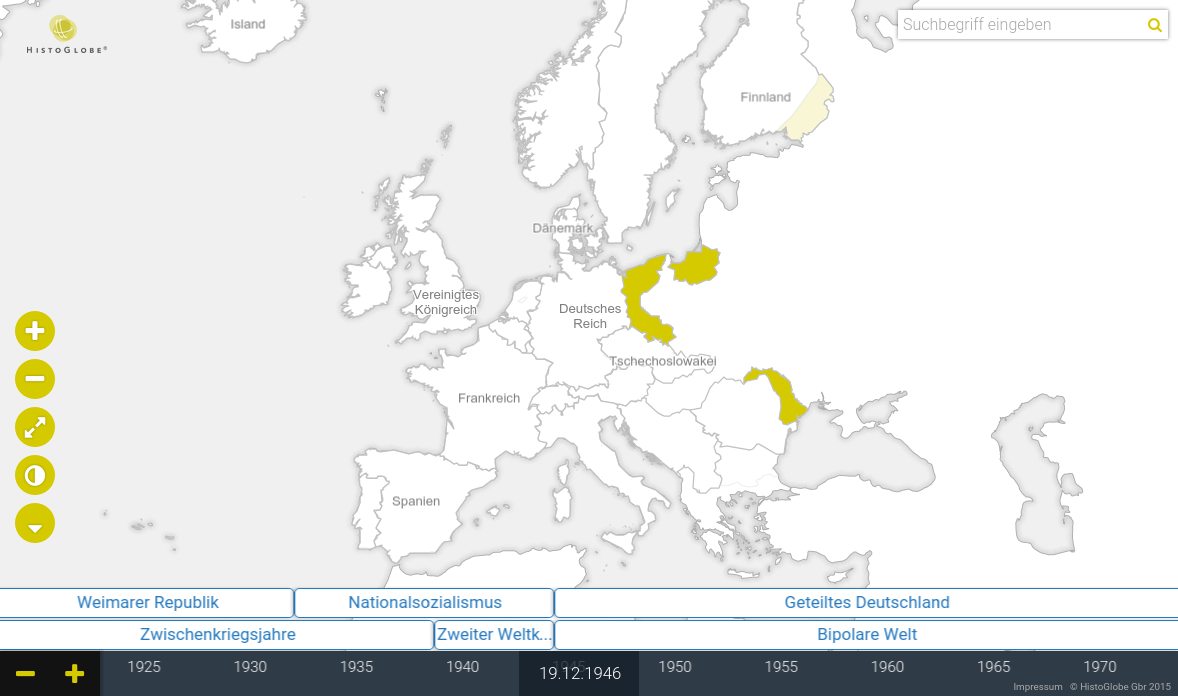 Island
HISTOGLOBE®
Suchbegriff eingeben
Finnland
Dänemark
Vereinigtes
Königreich
Deutsches
Reich
Tschechoslowakei
Frankreich
Spanien
Weimarer Republik
Nationalsozialismus
Geteiltes Deutschland
Zwischenkriegsjahre
Zweiter Weltk...
Bipolare Welt
1925
1930
1935
1940
1945
19.12.1946
1950
1955
1960
1965
1970
Impressum © HistoGlobe Gbr 2015